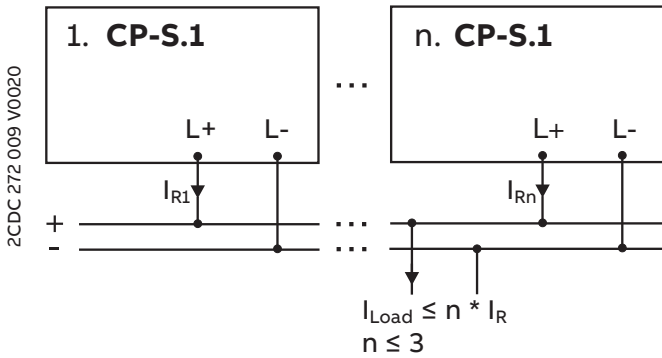 1. CP-S.1
n. CP-S.1
...
L+ L-
L+ L-
2CDC 272 009 V0020
IR1
IRn
+
...
-
...
ILoad ≤ n * IR
n ≤ 3